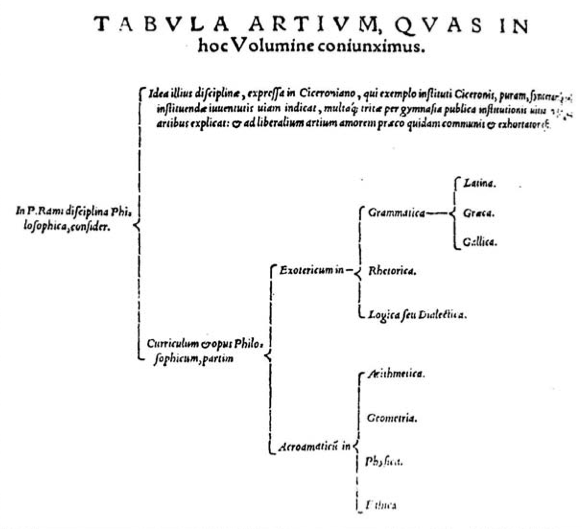 TABVLA ARTIVM, QVAS IN
hoc Volumine coniunximus.
Idea illius diſciplinæ, expreſſa in Ciceroniano, qui exemplo inſtituti Ciceronis, puram,
inſtituendæ iuuentutis uiam indicat, multaq́; tritæ per gymnaſia publica inſtitutionis uitia
artibus explicat: & ad liberalium artium amorem præco quidam communis & exhortator
In P. Rami diſciplina Phi-
loſophica, conſider.
Latina.
Grammatica
Græca.
Gallica.
Exotericum in
Rhetorica.
Logica ſeu Dialectica.
Curriculum & opus Philo-
ſophicum, partim
Arithmetica.
Geometria.
Acroamaticū in
Phyſica.
Ethica